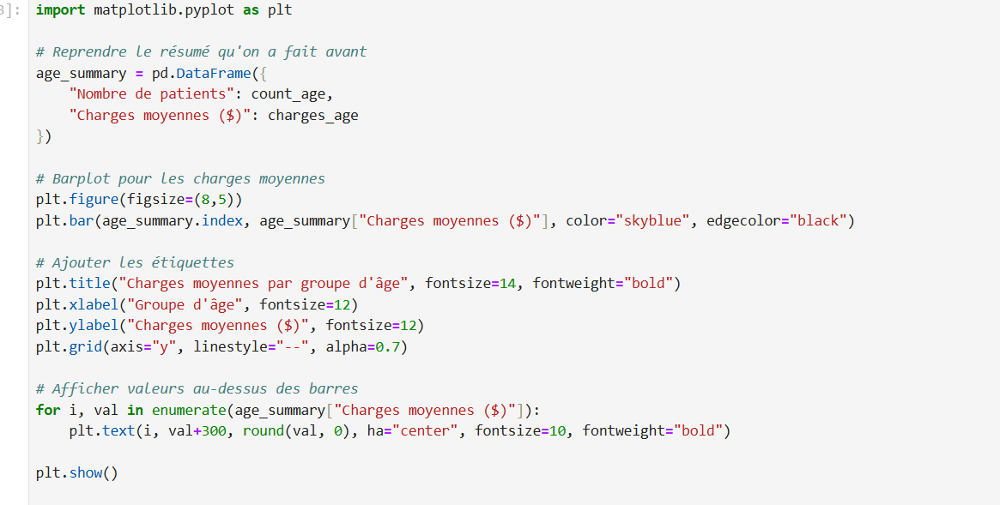 3]:
import matplotlib.pyplot as plt
# Reprendre le résumé qu'on a fait avant
age_summary = pd.DataFrame({
    "Nombre de patients": count_age,
    "Charges moyennes ($)": charges_age
})
# Barplot pour les charges moyennes
plt.figure(figsize=(8,5))
plt.bar(age_summary.index, age_summary["Charges moyennes ($)"], color="skyblue", edgecolor="black")
# Ajouter les étiquettes
plt.title("Charges moyennes par groupe d'âge", fontsize=14, fontweight="bold")
plt.xlabel("Groupe d'âge", fontsize=12)
plt.ylabel("Charges moyennes ($)", fontsize=12)
plt.grid(axis="y", linestyle="--", alpha=0.7)
# Afficher valeurs au-dessus des barres
for i, val in enumerate(age_summary["Charges moyennes ($)"]):
    plt.text(i, val+300, round(val, 0), ha="center", fontsize=10, fontweight="bold")
plt.show()